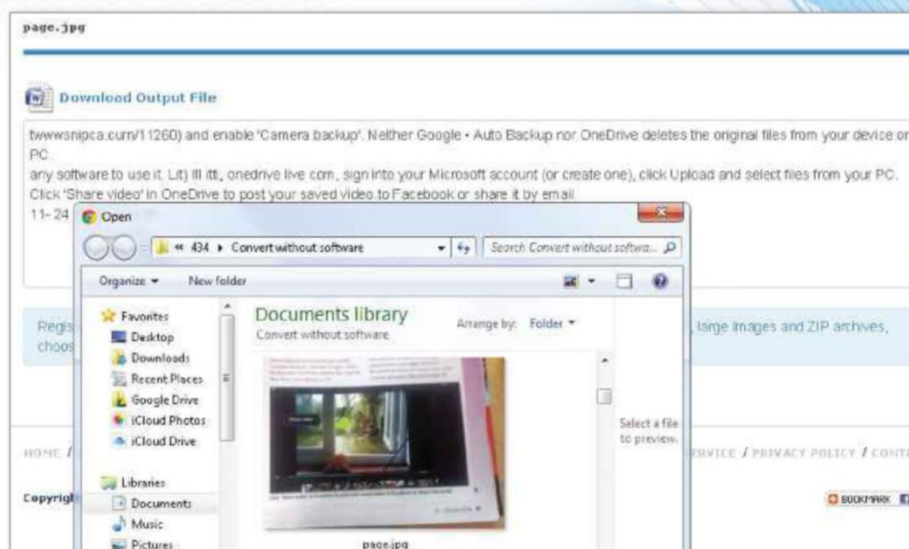 page.jpg
Download Output File
twwwsnipca.curn/11260) and enable 'Camera backup'. Neither Google • Auto Backup nor OneDrive deletes the original files from your device or
PC.
any software to use it. Lit) III itt, onedrive live com, sign into your Microsoft account (or create one), click Upload and select files from your PC.
Click 'Share video' in OneDrive to post your saved video to Facebook or share it by email
11- 24
Open
« 434 ▸ Convert without software
Search Convert without softwa...
Organize
New folder
Favorites
Desktop
Downloads
Recent Places
Google Drive
iCloud Photos
iCloud Drive
Libraries
Documents
Music
Pictures
Documents library
Convert without software
Arrange by: Folder
page.jpg
Select a file
to preview.
Regis
choos
, large images and ZIP archives,
HOME /
ERVICE / PRIVACY POLICY / CONT
Copyrigh
BOOKMARK